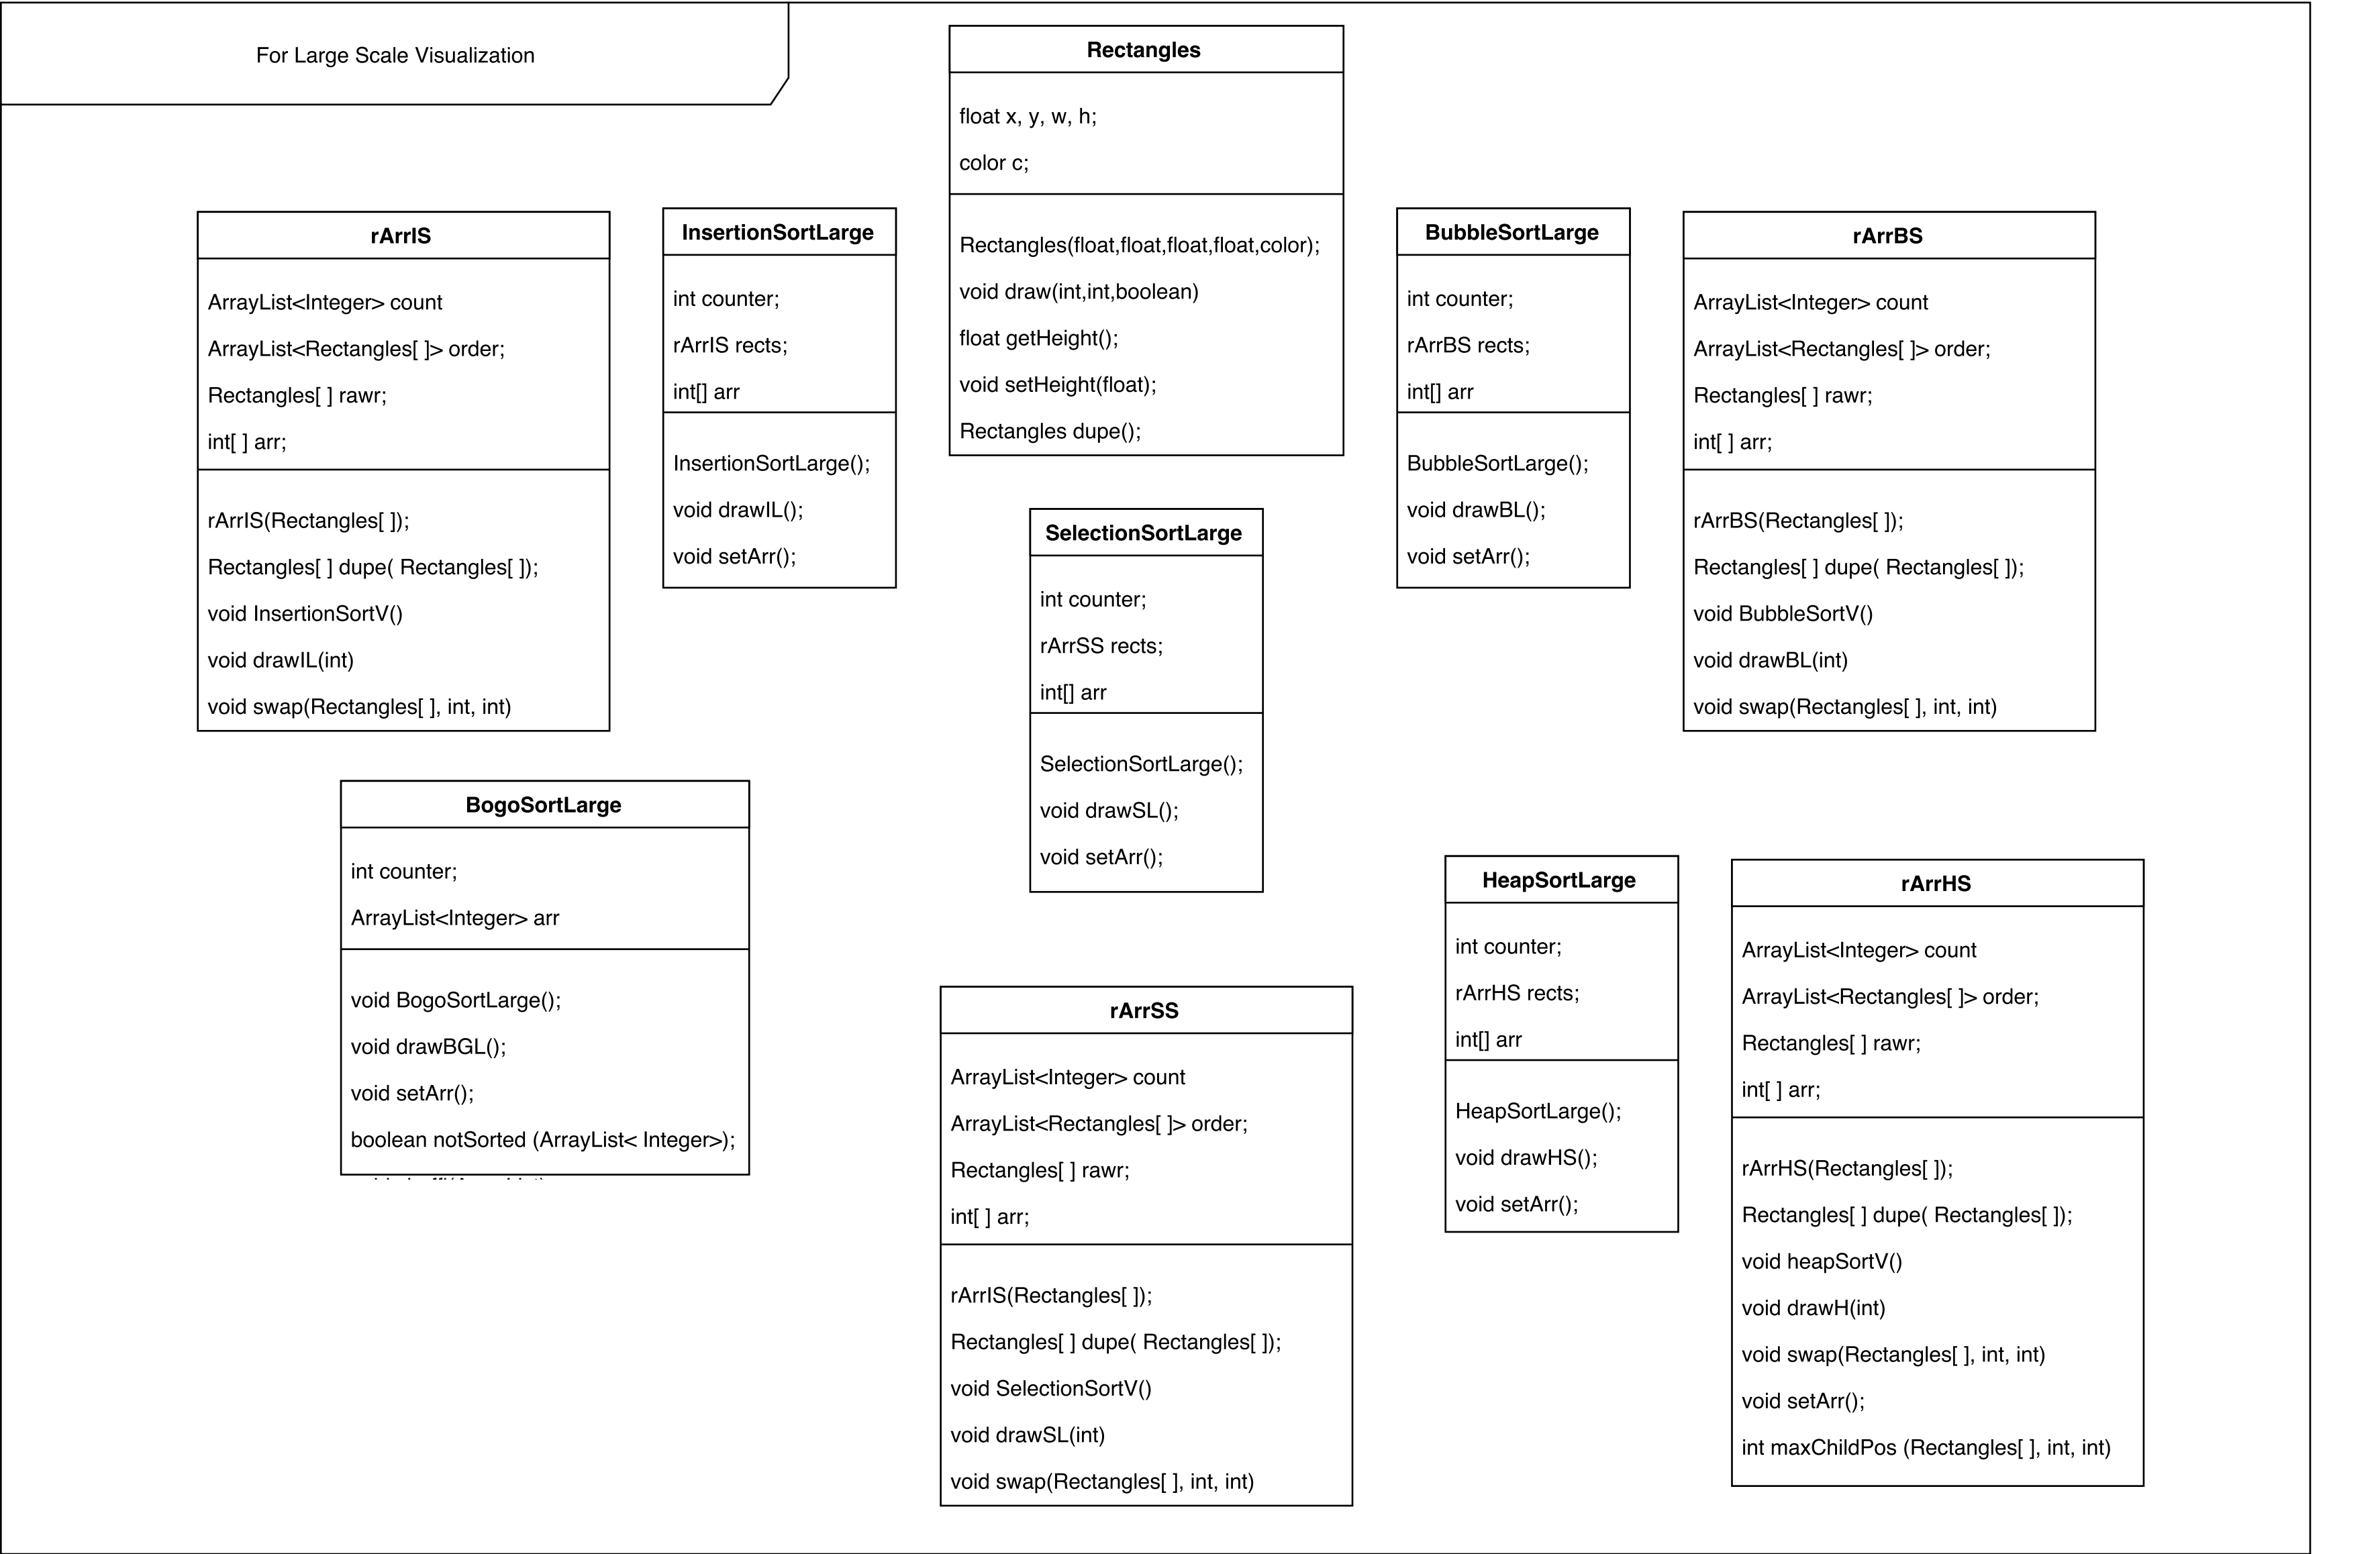 For Large Scale Visualization
Rectangles
float x, y, w, h;
color c;
Rectangles(float,float,float,float,color);
void draw(int,int,boolean)
float getHeight();
void setHeight(float);
Rectangles dupe();
rArrIS
ArrayList<Integer> count
ArrayList<Rectangles[ ]> order;
Rectangles[ ] rawr;
int[ ] arr;
rArrIS(Rectangles[ ]);
Rectangles[ ] dupe( Rectangles[ ]);
void InsertionSortV()
void drawIL(int)
void swap(Rectangles[ ], int, int)
InsertionSortLarge
int counter;
rArrIS rects;
int[] arr
InsertionSortLarge();
void drawIL();
void setArr();
BubbleSortLarge
int counter;
rArrBS rects;
int[] arr
BubbleSortLarge();
void drawBL();
void setArr();
rArrBS
ArrayList<Integer> count
ArrayList<Rectangles[ ]> order;
Rectangles[ ] rawr;
int[ ] arr;
rArrBS(Rectangles[ ]);
Rectangles[ ] dupe( Rectangles[ ]);
void BubbleSortV()
void drawBL(int)
void swap(Rectangles[ ], int, int)
SelectionSortLarge
int counter;
rArrSS rects;
int[] arr
SelectionSortLarge();
void drawSL();
void setArr();
BogoSortLarge
int counter;
ArrayList<Integer> arr
void BogoSortLarge();
void drawBGL();
void setArr();
boolean notSorted (ArrayList< Integer>);
HeapSortLarge
int counter;
rArrHS rects;
int[] arr
HeapSortLarge();
void drawHS();
void setArr();
rArrHS
ArrayList<Integer> count
ArrayList<Rectangles[ ]> order;
Rectangles[ ] rawr;
int[ ] arr;
rArrHS(Rectangles[ ]);
Rectangles[ ] dupe( Rectangles[ ]);
void heapSortV()
void drawH(int)
void swap(Rectangles[ ], int, int)
void setArr();
int maxChildPos (Rectangles[ ], int, int)
rArrSS
ArrayList<Integer> count
ArrayList<Rectangles[ ]> order;
Rectangles[ ] rawr;
int[ ] arr;
rArrIS(Rectangles[ ]);
Rectangles[ ] dupe( Rectangles[ ]);
void SelectionSortV()
void drawSL(int)
void swap(Rectangles[ ], int, int)